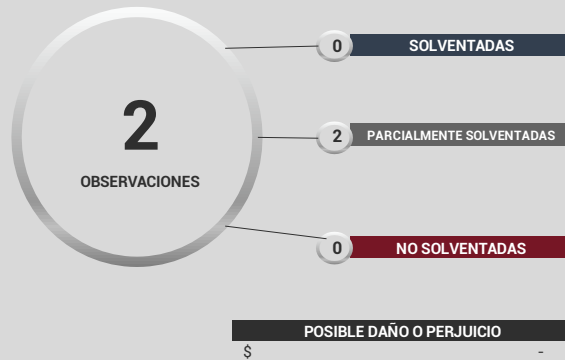 2
OBSERVACIONES
0 SOLVENTADAS
2 PARCIALMENTE SOLVENTADAS
0 NO SOLVENTADAS
POSIBLE DAÑO O PERJUICIO
$ -